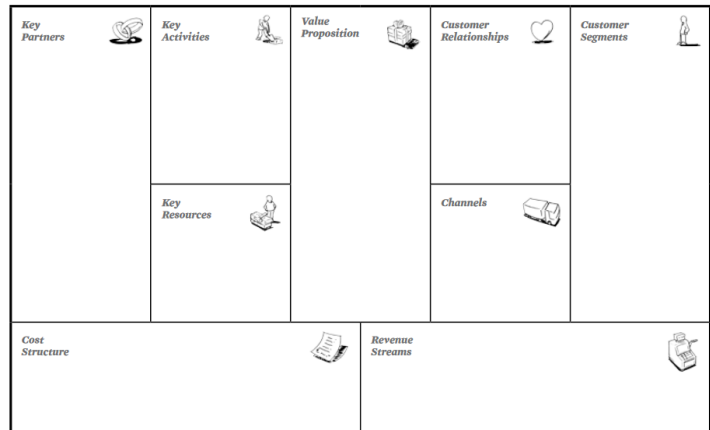 Key
Partners
Key
Activities
Value
Proposition
Customer
Relationships
Customer
Segments
Key
Resources
Channels
Cost
Structure
Revenue
Streams